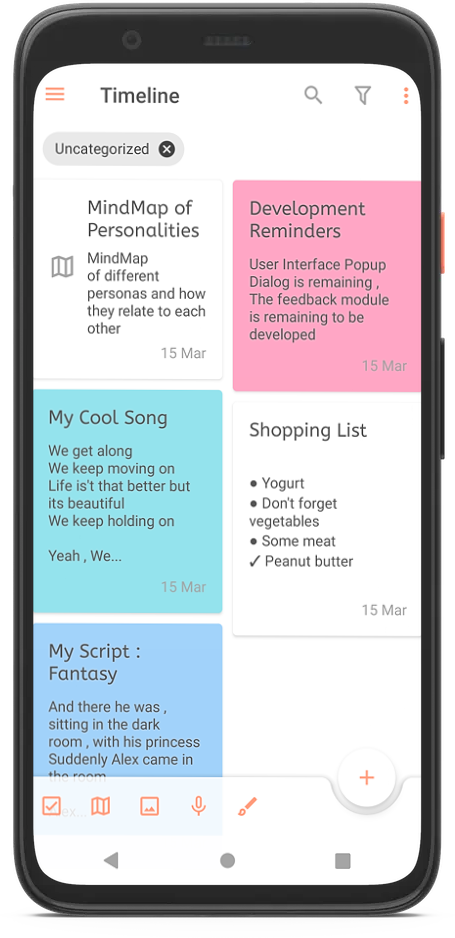 Timeline
Uncategorized
MindMap of
Personalities
MindMap
of different
personas and how
they relate to each
other
15 Mar
Development
Reminders
User Interface Popup
Dialog is remaining ,
The feedback module
is remaining to be
developed
15 Mar
My Cool Song
We get along
We keep moving on
Life is't that better but
its beautiful
We keep holding on
Yeah , We...
15 Mar
Shopping List
● Yogurt
● Don't forget
vegetables
● Some meat
✓ Peanut butter
15 Mar
My Script :
Fantasy
And there he was ,
sitting in the dark
room , with his princess
Suddenly Alex came in
the room